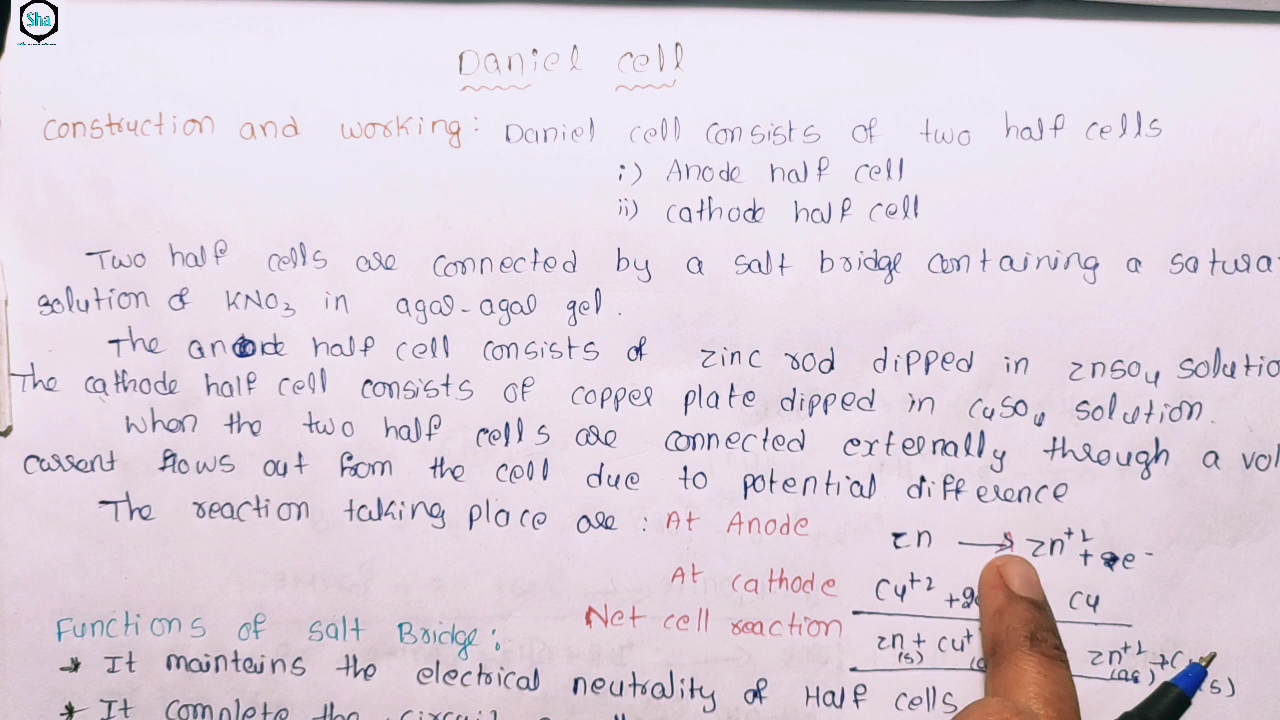 Sha
Daniel cell
Construction and working: Daniel cell consists of two half cells
i) Anode half cell
ii) cathode half cell
Two half cells are connected by a salt bridge containing a satura
solution of KNO3 in agar-agar gel.
The anode half cell consists of zinc rod dipped in ZnSO4 solutio
The cathode half cell consists of copper plate dipped in CuSO4 solution.
When the two half cells are connected externally through a vol
current flows out from the cell due to potential difference
The reaction taking place are: At Anode Zn → Zn+2 + 2e-
At cathode Cu+2 + 2e Cu
Net cell reaction Zn(s) + Cu+ Zn+2(aq) + Cu(s)
Functions of salt Bridge:
* It maintains the electrical neutrality of Half cells
* It complete the